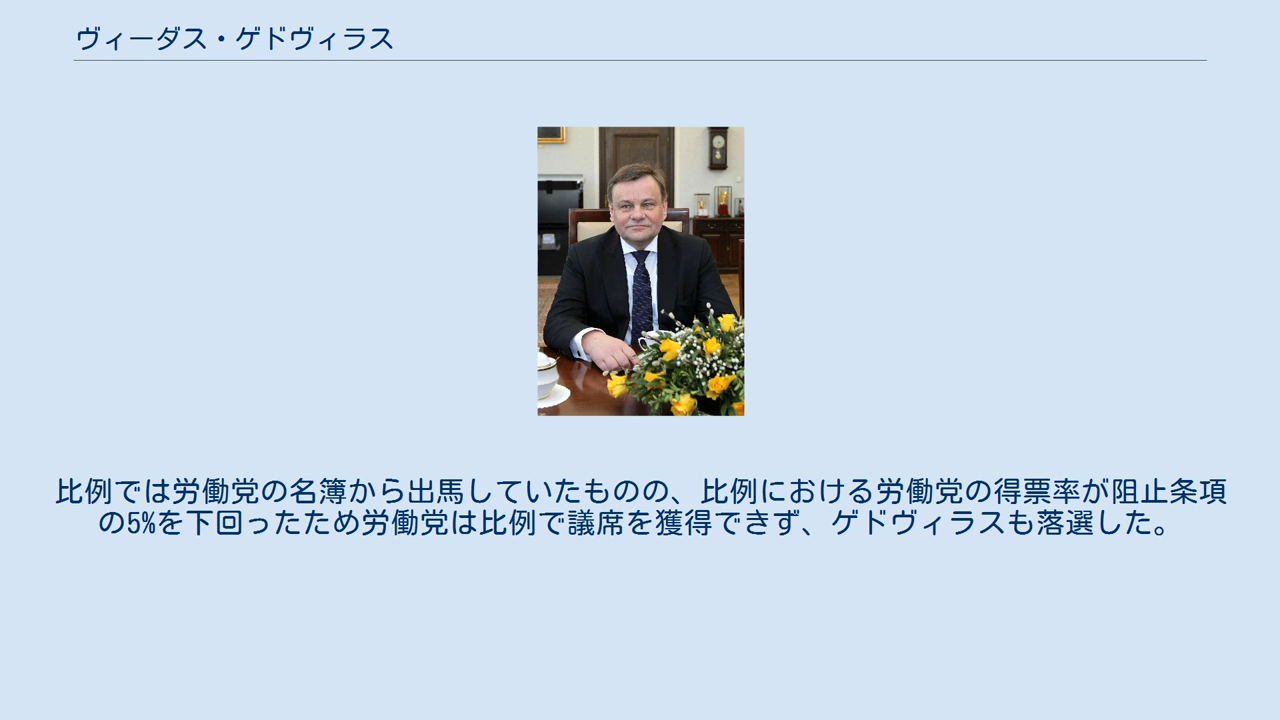 ヴィーダス・ゲドヴィラス
比例では労働党の名簿から出馬していたものの、比例における労働党の得票率が阻止条項
の5%を下回ったため労働党は比例で議席を獲得できず、ゲドヴィラスも落選した。